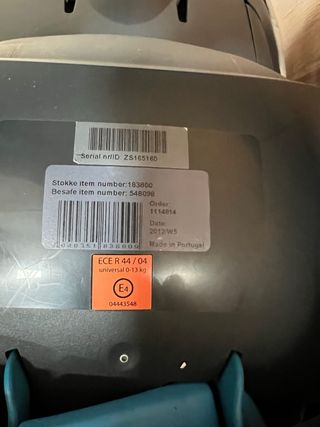 Serial nr/ID: ZS165160
Stokke item number:183600
Besafe item number: 548098
Order:
1114814
Date:
2012/W5
Made in Portugal
ECE R 44 / 04
universal 0-13 kg
E4
04443548